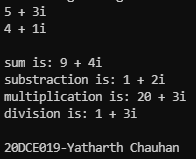 5 + 3i
4 + 1i
sum is: 9 + 4i
substraction is: 1 + 2i
multiplication is: 20 + 3i
division is: 1 + 3i
20DCE019-Yatharth Chauhan